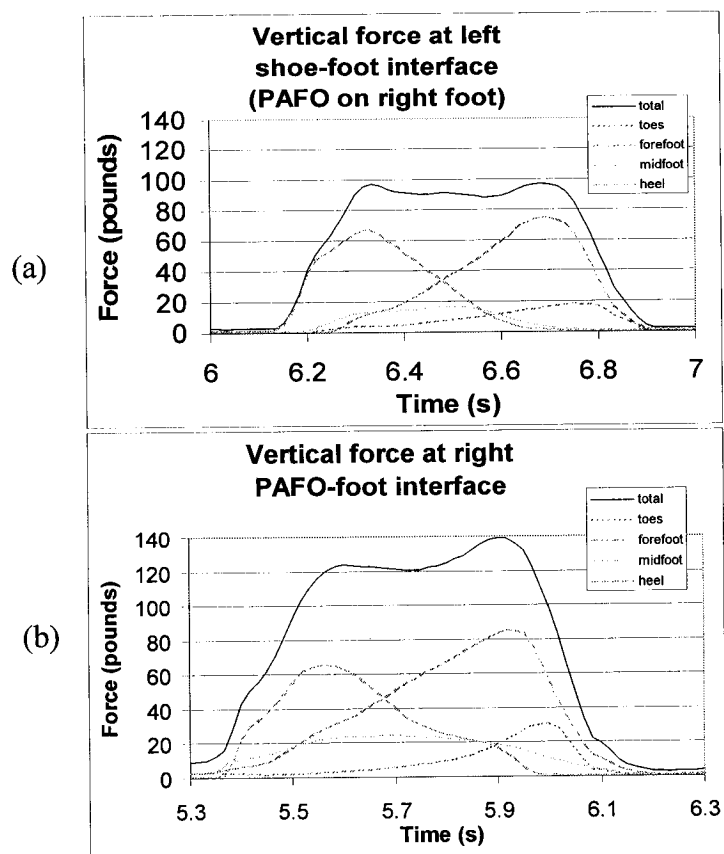 (a)
Vertical force at left
shoe-foot interface
(PAFO on right foot)
total
toes
forefoot
midfoot
heel
Force (pounds)
140
120
100
80
60
40
20
0
6 6.2 6.4 6.6 6.8 7
Time (s)
(b)
Vertical force at right
PAFO-foot interface
total
toes
forefoot
midfoot
heel
Force (pounds)
140
120
100
80
60
40
20
0
5.3 5.5 5.7 5.9 6.1 6.3
Time (s)